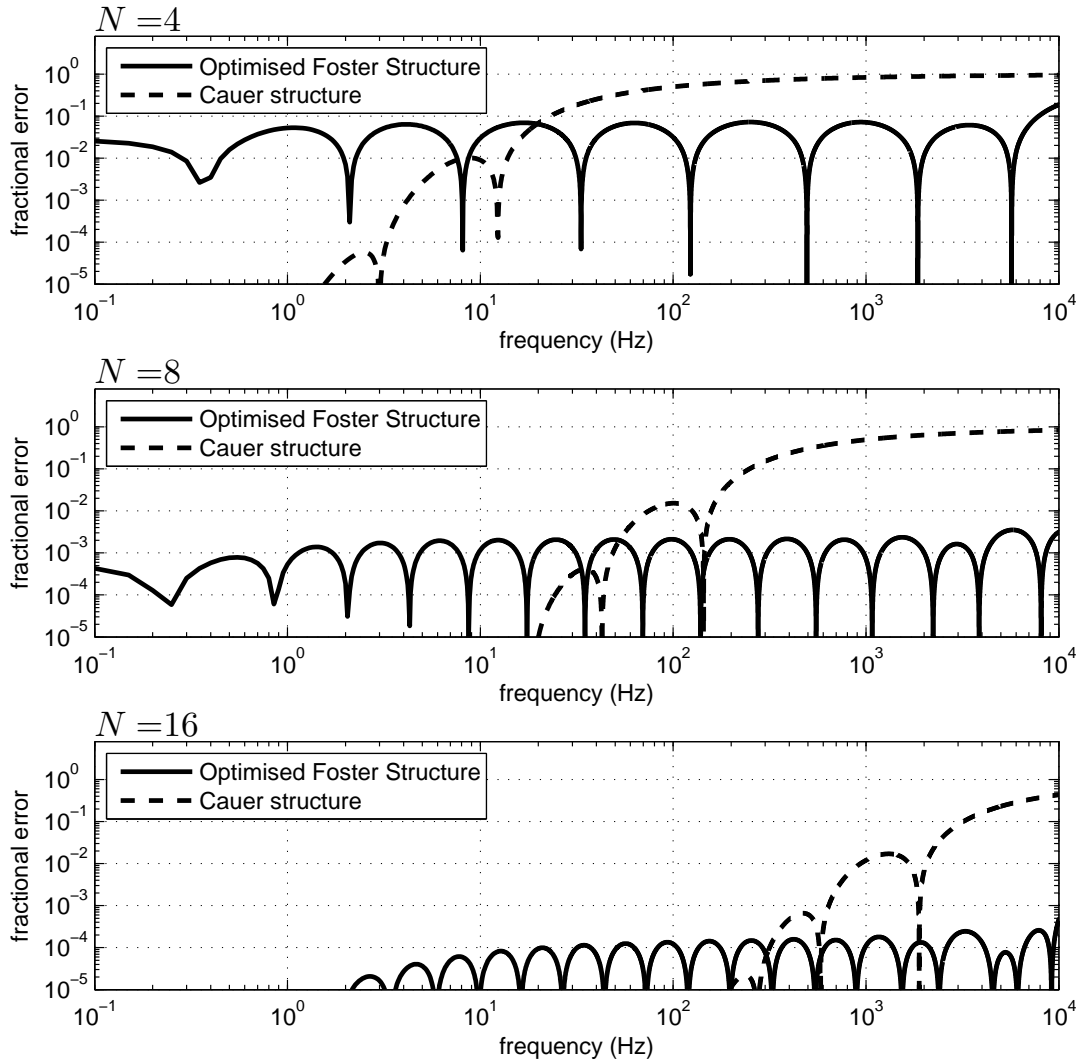 N = 4
Optimised Foster Structure
Cauer structure
fractional error
10^0
10^−1
10^−2
10^−3
10^−4
10^−5
10^−1 10^0 10^1 10^2 10^3 10^4
frequency (Hz)
N = 8
Optimised Foster Structure
Cauer structure
fractional error
10^0
10^−1
10^−2
10^−3
10^−4
10^−5
10^−1 10^0 10^1 10^2 10^3 10^4
frequency (Hz)
N = 16
Optimised Foster Structure
Cauer structure
fractional error
10^0
10^−1
10^−2
10^−3
10^−4
10^−5
10^−1 10^0 10^1 10^2 10^3 10^4
frequency (Hz)